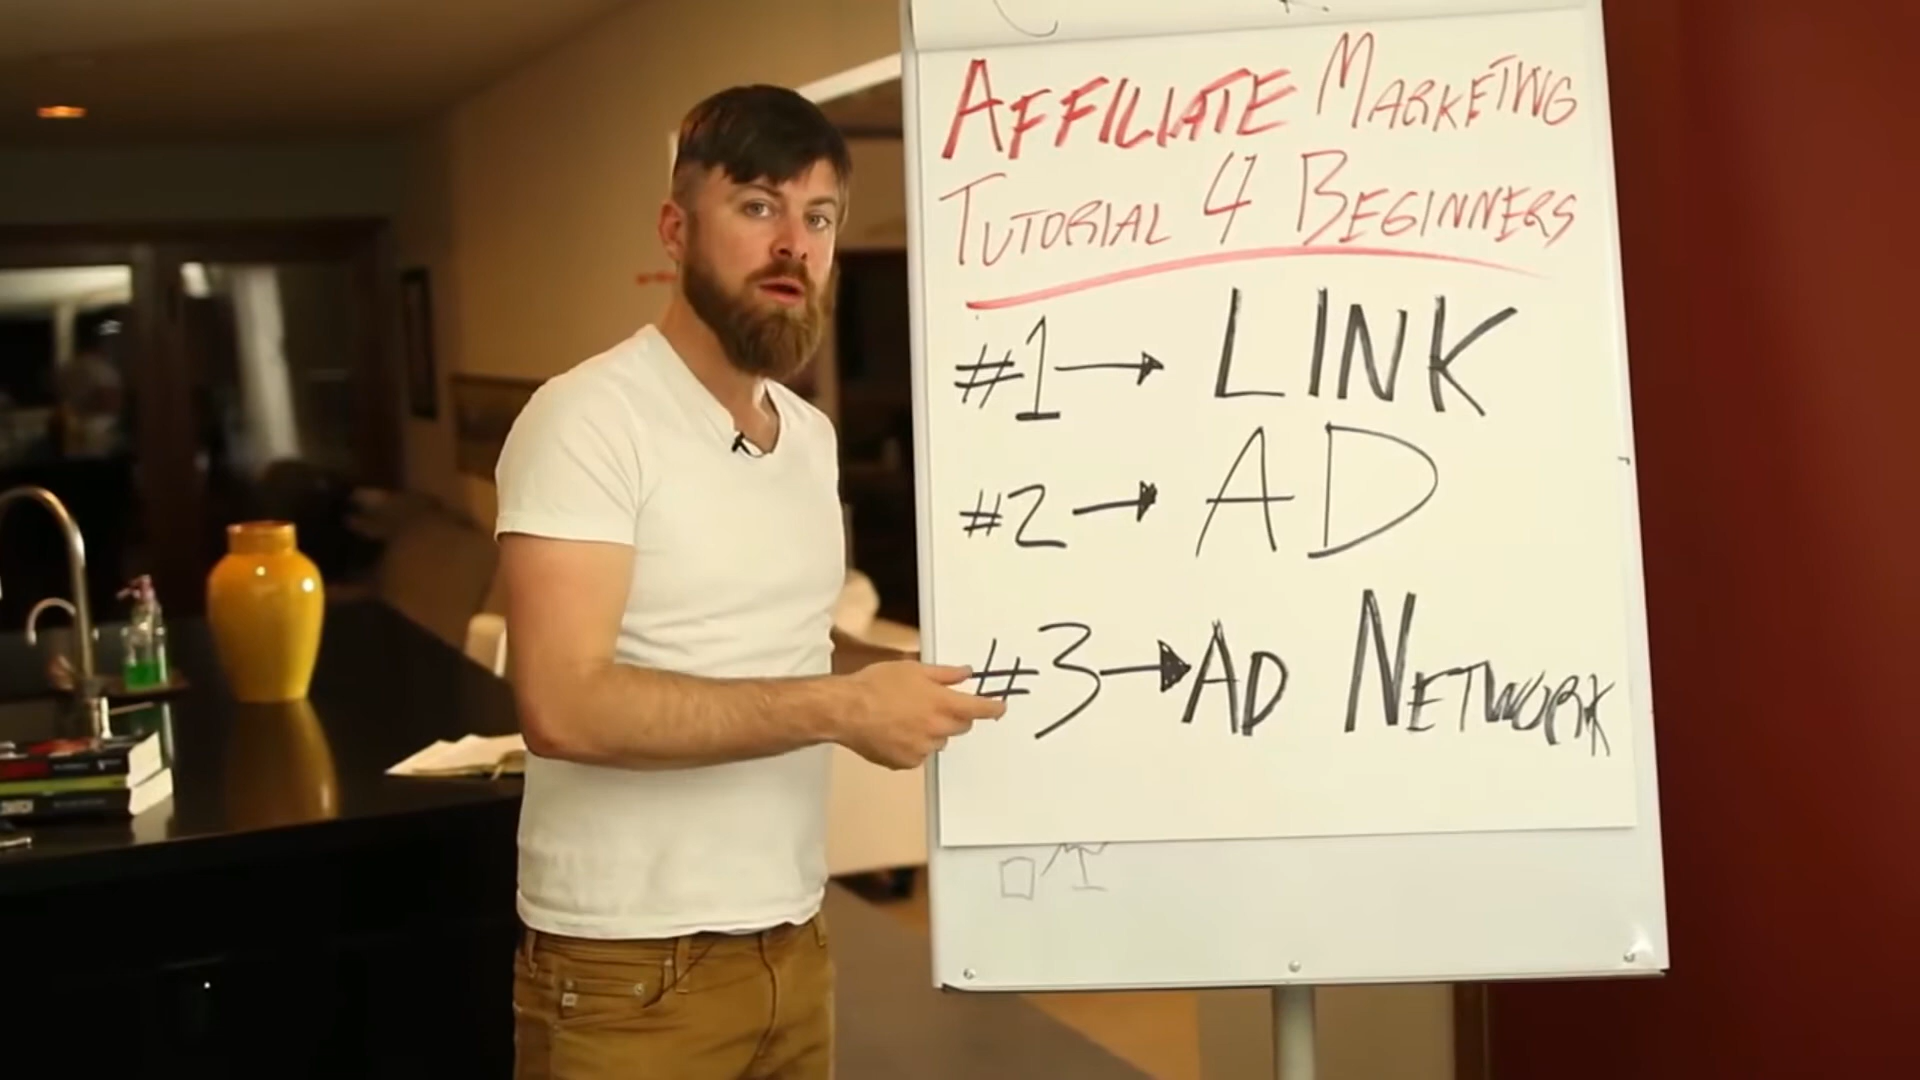 AFFILIATE MARKETING
TUTORIAL 4 BEGINNERS
#1 → LINK
#2 → AD
#3 → AD NETWORK